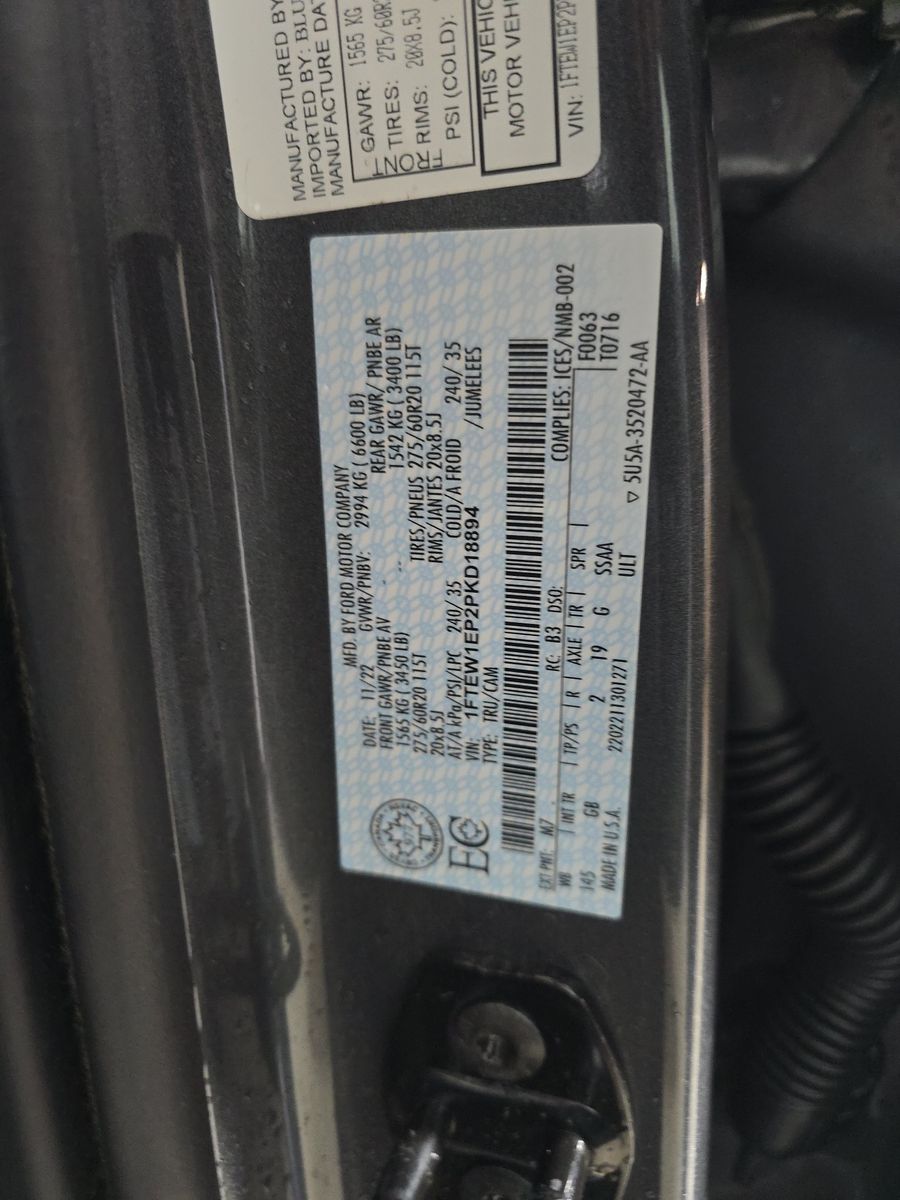 MANUFACTURED BY
IMPORTED BY: BLU
MANUFACTURE DAT
FRONT
GAWR: 1565 KG
TIRES: 275/60R
RIMS: 20X8.5J
PSI (COLD):
THIS VEHIC
MOTOR VEHI
VIN: 1FTEW1EP2P
MFD. BY FORD MOTOR COMPANY
DATE: 11/22 GVWR/PNBV: 2994 KG ( 6600 LB)
FRONT GAWR/PNBE AV REAR GAWR/ PNBE AR
1565 KG ( 3450 LB) 1542 KG ( 3400 LB)
275/60R20 115T TIRES/PNEUS 275/60R20 115T
20x8.5J RIMS/JANTES 20x8.5J
AT/A kPa/PSI/LPC 240/35 COLD/A FROID 240/ 35
VIN: 1FTEW1EP2PKD18894 /JUMELEES
TYPE: TRU/CAM
EC
EXT PNT: M7 RC: B3 DSO: COMPLIES: ICES/NMB-002
WB INT TR TP/PS R AXLE TR SPR F0063
145 GB 2 19 G SSAA T0716
ULT
MADE IN U.S.A. 220221130127 ▽ 5U5A-3520472-AA